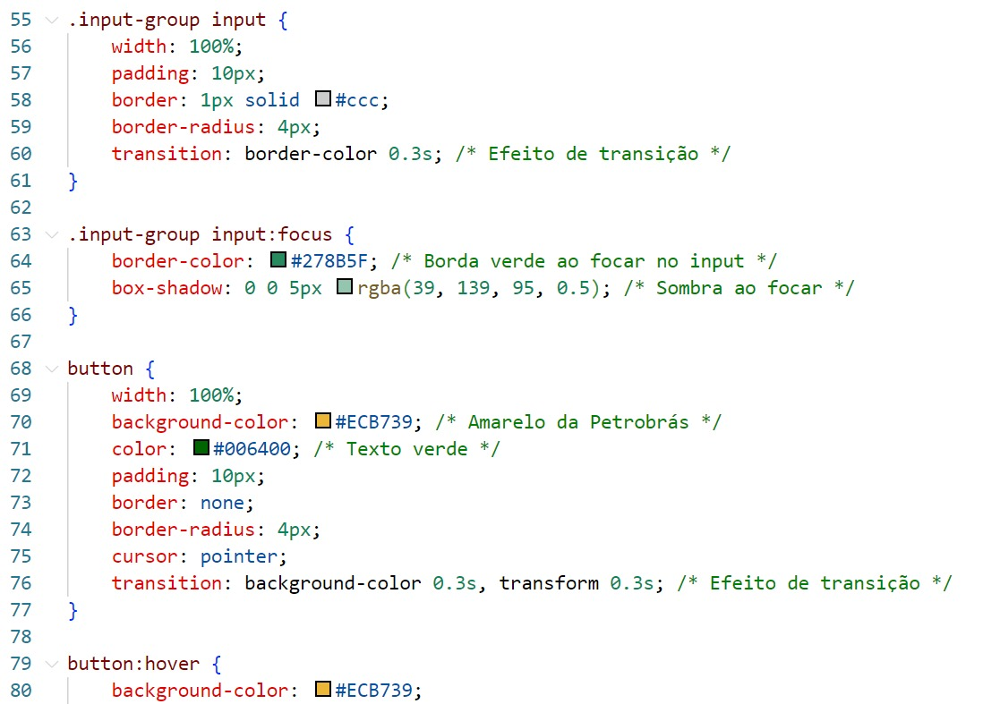 55 .input-group input {
56 width: 100%;
57 padding: 10px;
58 border: 1px solid #ccc;
59 border-radius: 4px;
60 transition: border-color 0.3s; /* Efeito de transição */
61 }
62
63 .input-group input:focus {
64 border-color: #278B5F; /* Borda verde ao focar no input */
65 box-shadow: 0 0 5px rgba(39, 139, 95, 0.5); /* Sombra ao focar */
66 }
67
68 button {
69 width: 100%;
70 background-color: #ECB739; /* Amarelo da Petrobrás */
71 color: #006400; /* Texto verde */
72 padding: 10px;
73 border: none;
74 border-radius: 4px;
75 cursor: pointer;
76 transition: background-color 0.3s, transform 0.3s; /* Efeito de transição */
77 }
78
79 button:hover {
80 background-color: #ECB739;